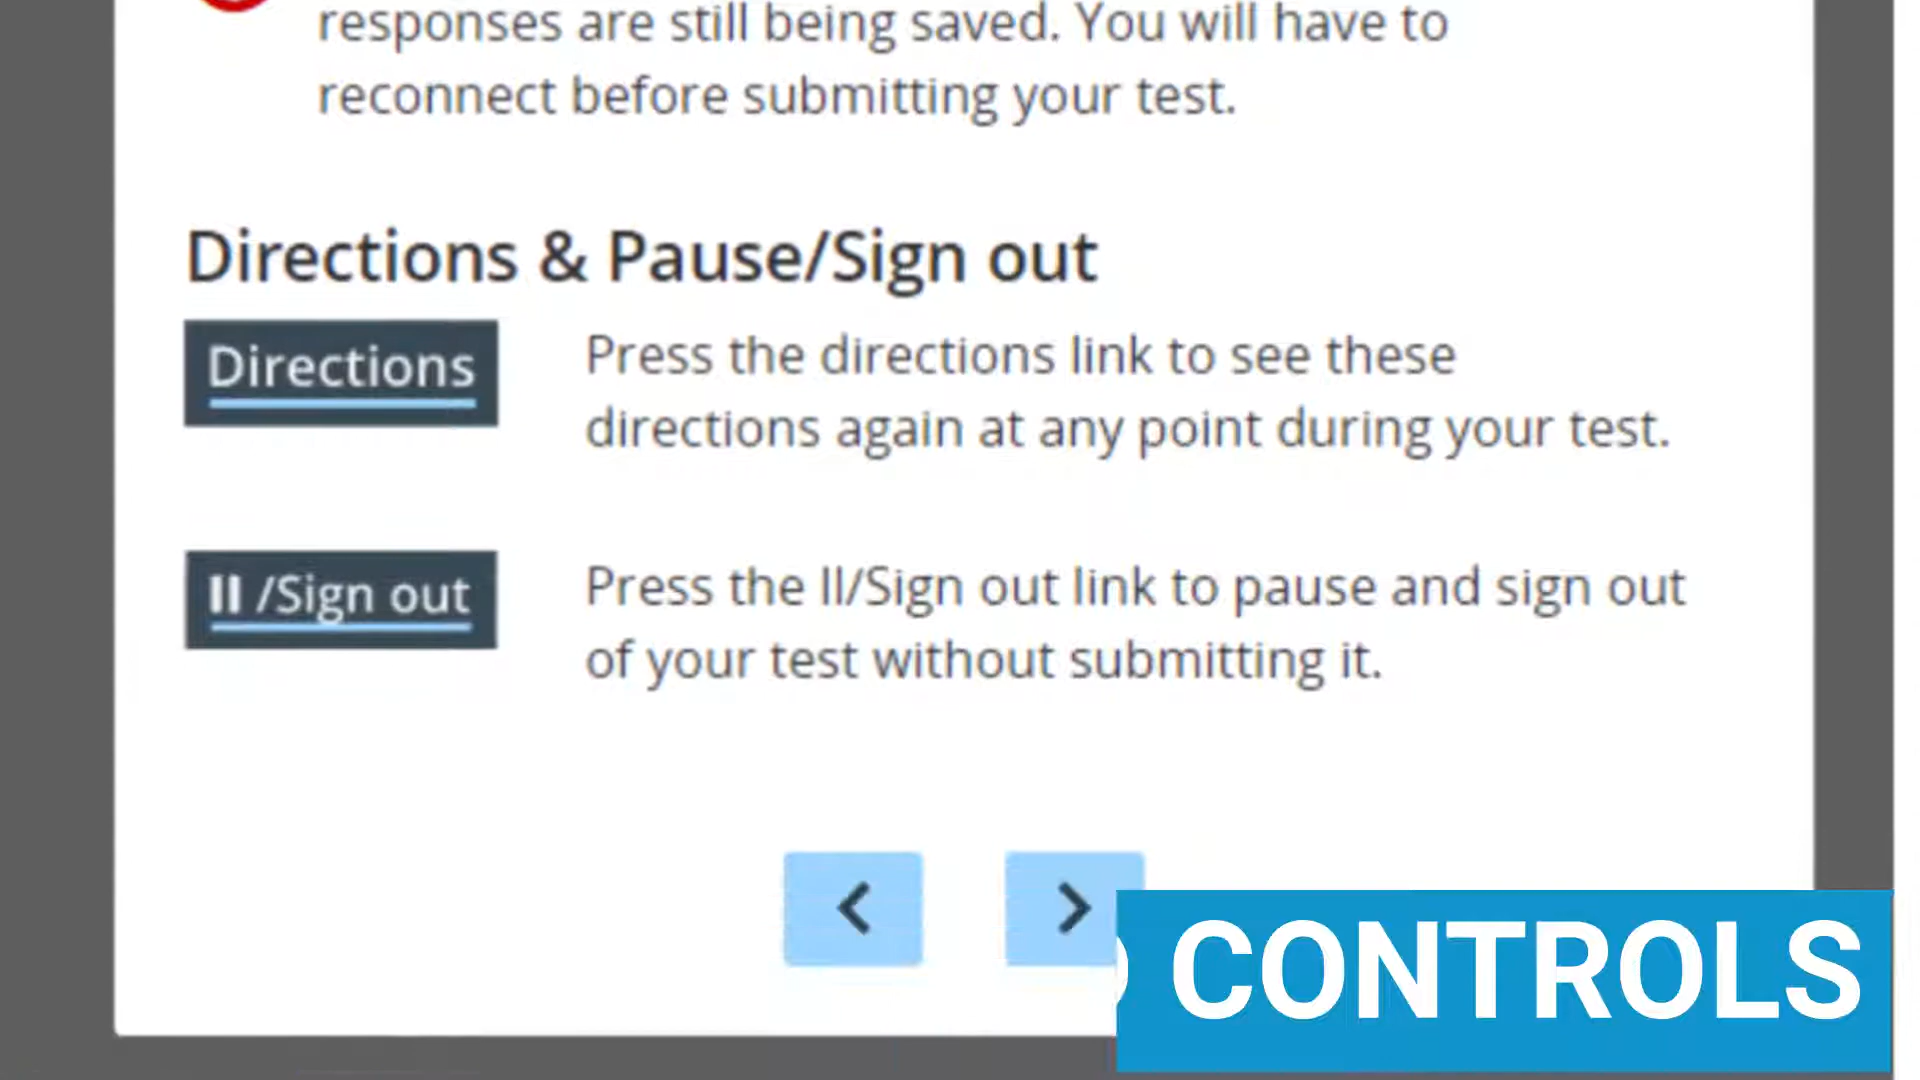 responses are still being saved. You will have to
reconnect before submitting your test.
Directions & Pause/Sign out
Directions
Press the directions link to see these
directions again at any point during your test.
II /Sign out
Press the II/Sign out link to pause and sign out
of your test without submitting it.
CONTROLS